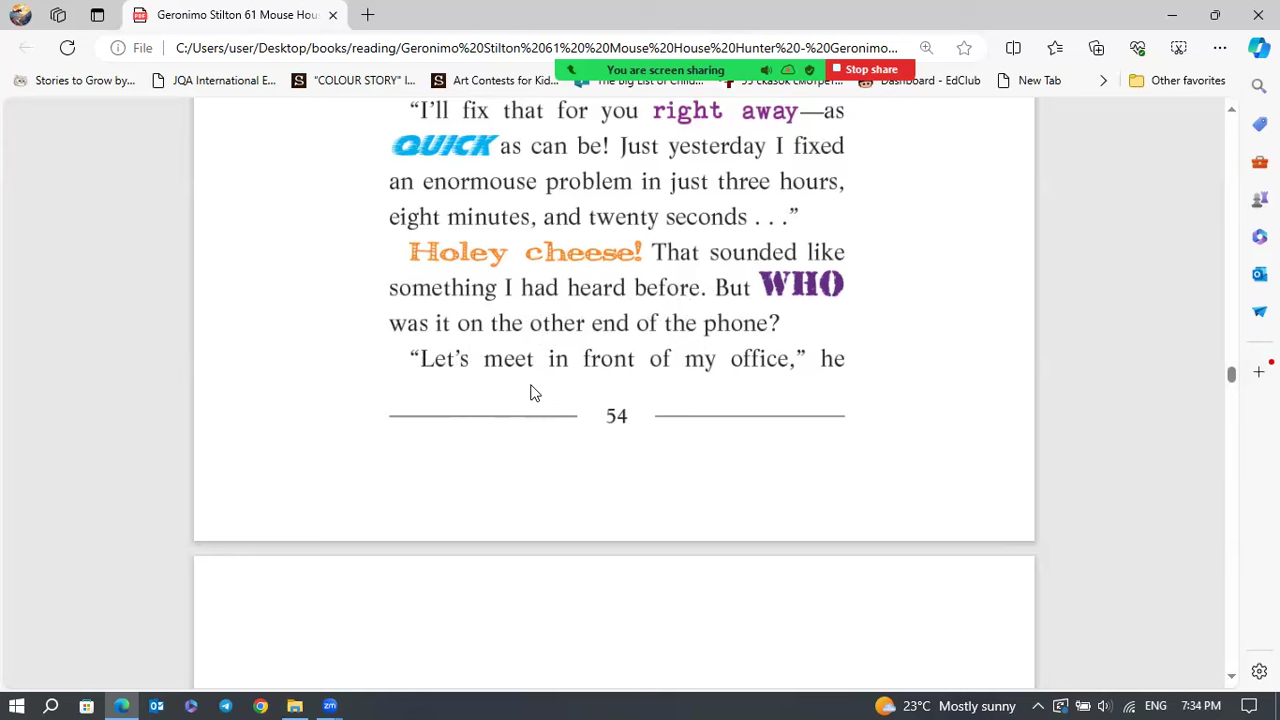 Geronimo Stilton 61 Mouse Hou
File
C:/Users/user/Desktop/books/reading/Geronimo%20Stilton%2061%20%20Mouse%20House%20Hunter%20-%20Geronimo...
You are screen sharing
Stop share
Stories to Grow by...
JQA International E...
"COLOUR STORY" I...
Art Contests for Kid...
Dashboard - EdClub
New Tab
Other favorites
“I’ll fix that for you right away—as
QUICK as can be! Just yesterday I fixed
an enormouse problem in just three hours,
eight minutes, and twenty seconds . . .”
Holey cheese! That sounded like
something I had heard before. But WHO
was it on the other end of the phone?
“Let’s meet in front of my office,” he
54
23°C Mostly sunny
ENG
7:34 PM